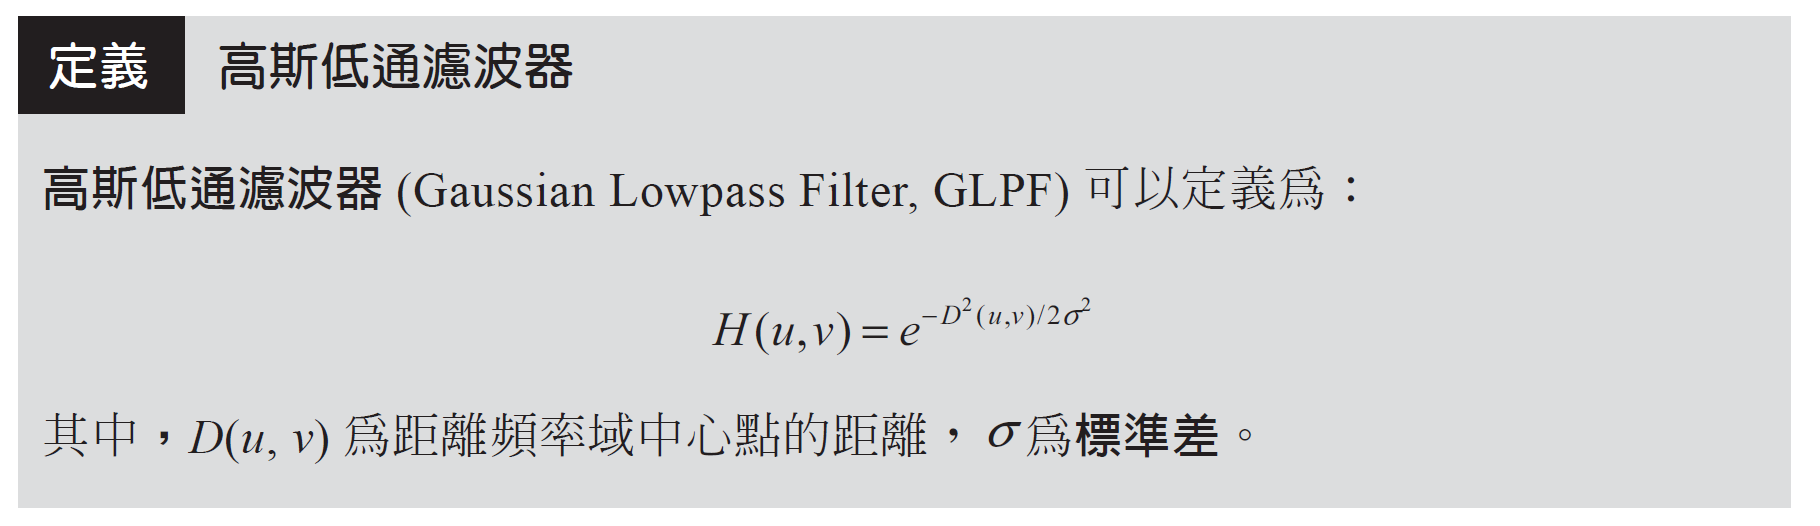 定義 高斯低通濾波器
高斯低通濾波器 (Gaussian Lowpass Filter, GLPF) 可以定義爲：
H(u,v) = e^{-D^2(u,v)/2σ^2}
其中，D(u, v) 爲距離頻率域中心點的距離，σ 爲標準差。